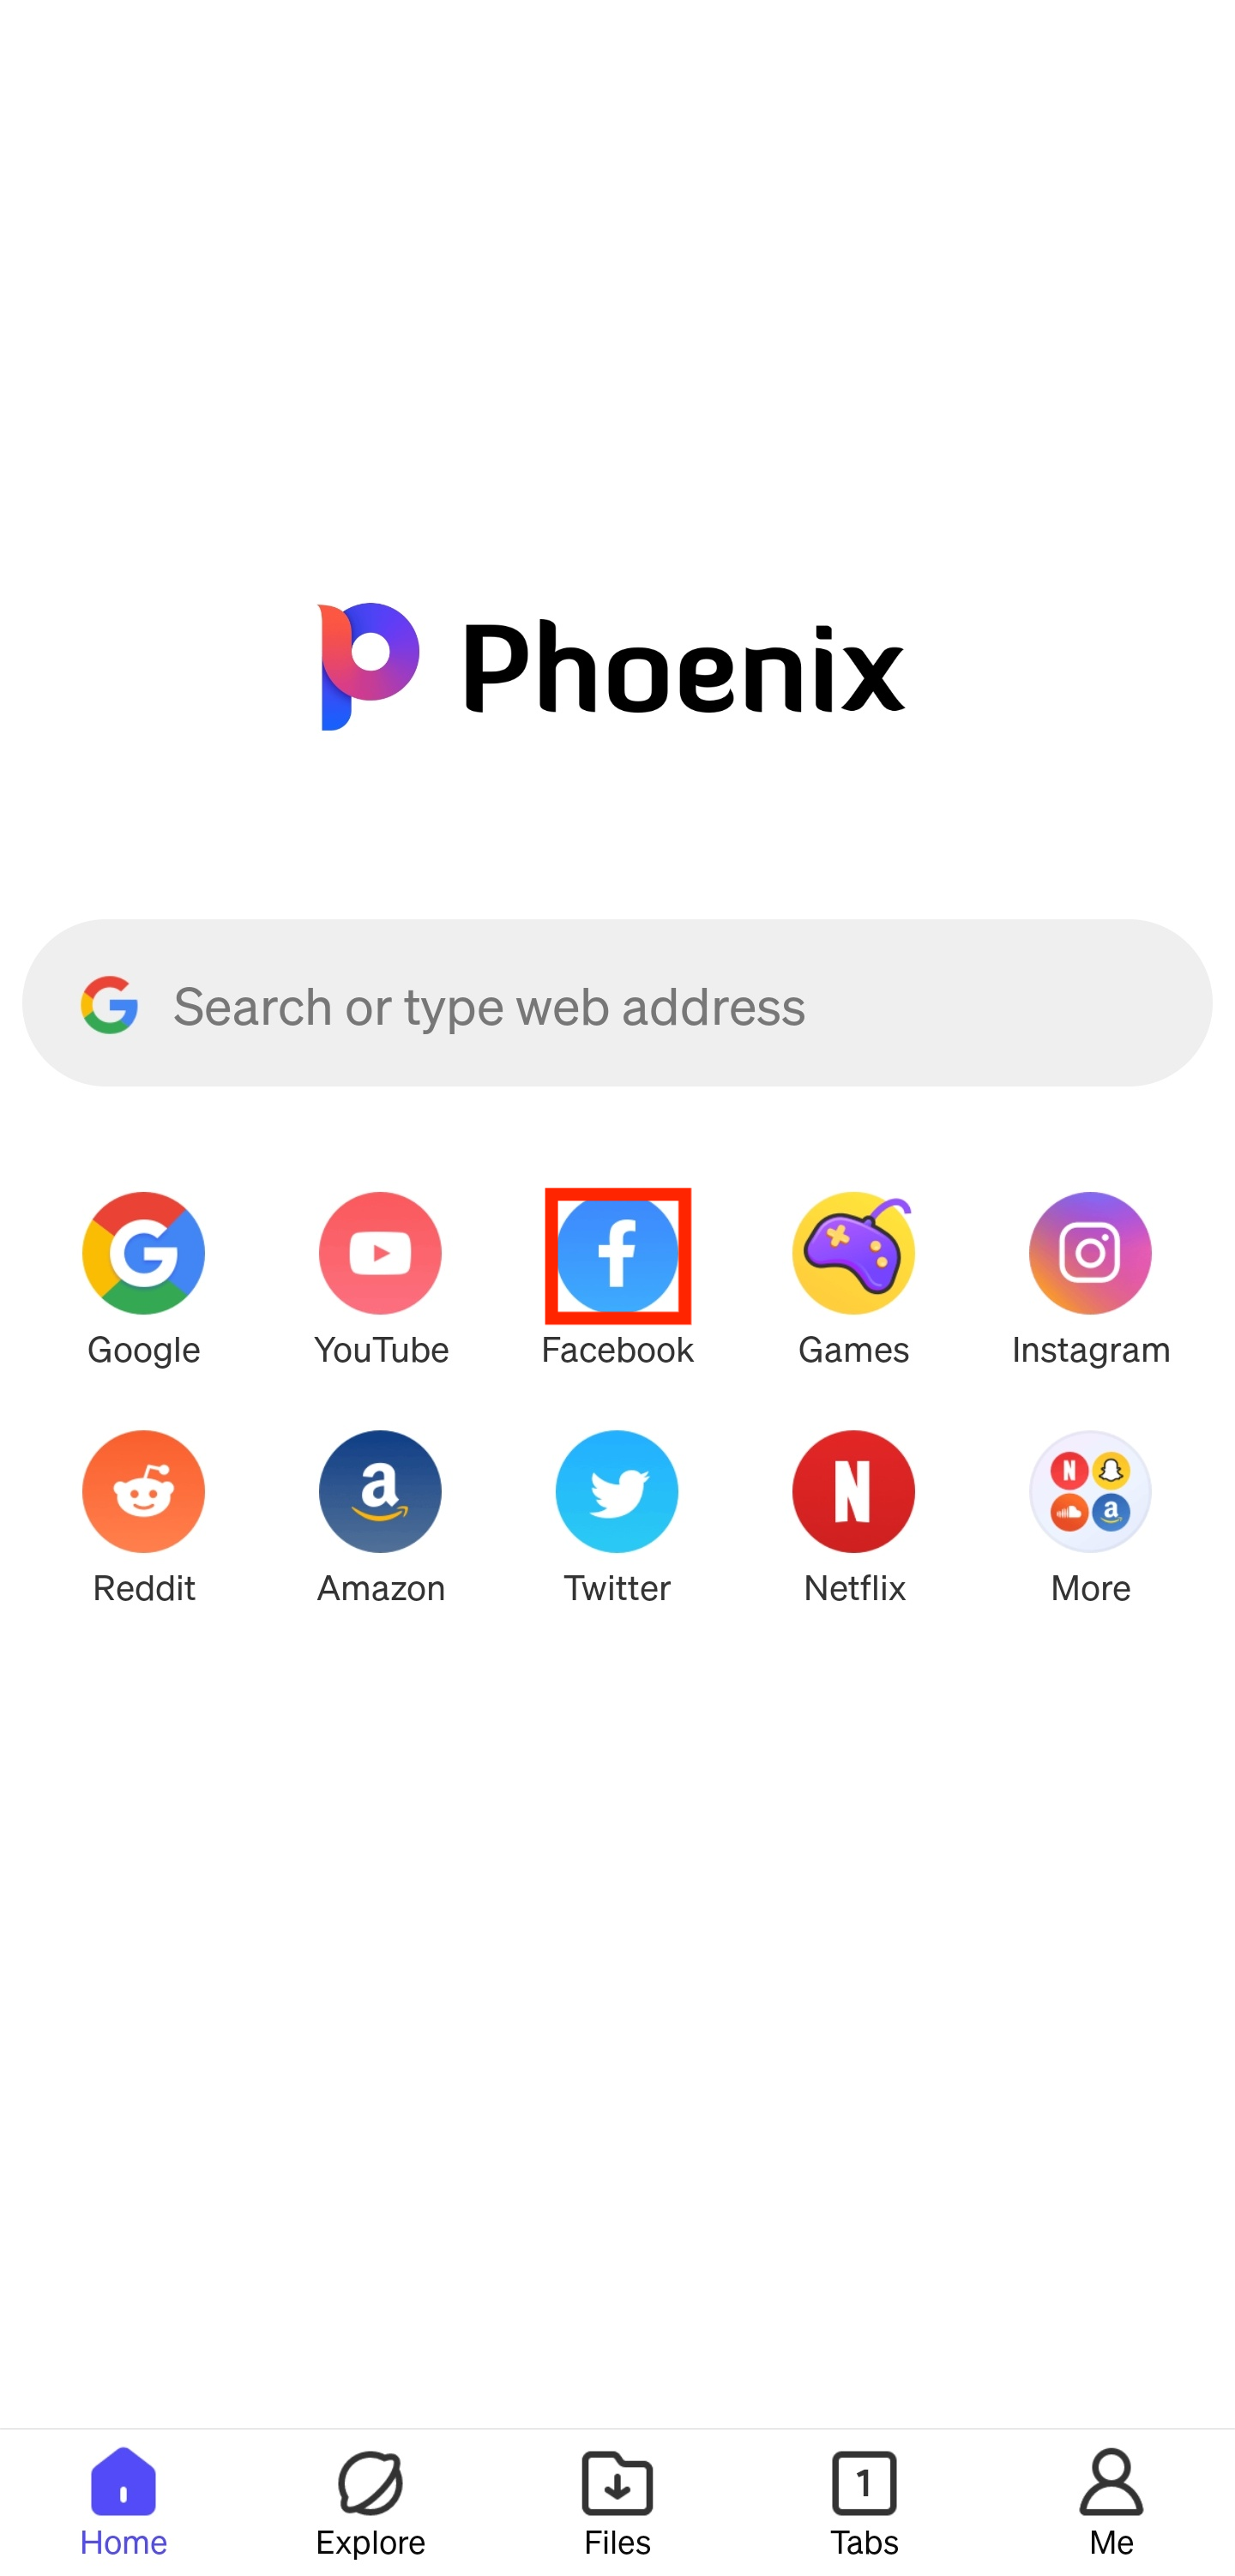 Phoenix
Search or type web address
Google YouTube Facebook Games Instagram
Reddit Amazon Twitter Netflix More
1
Home Explore Files Tabs Me